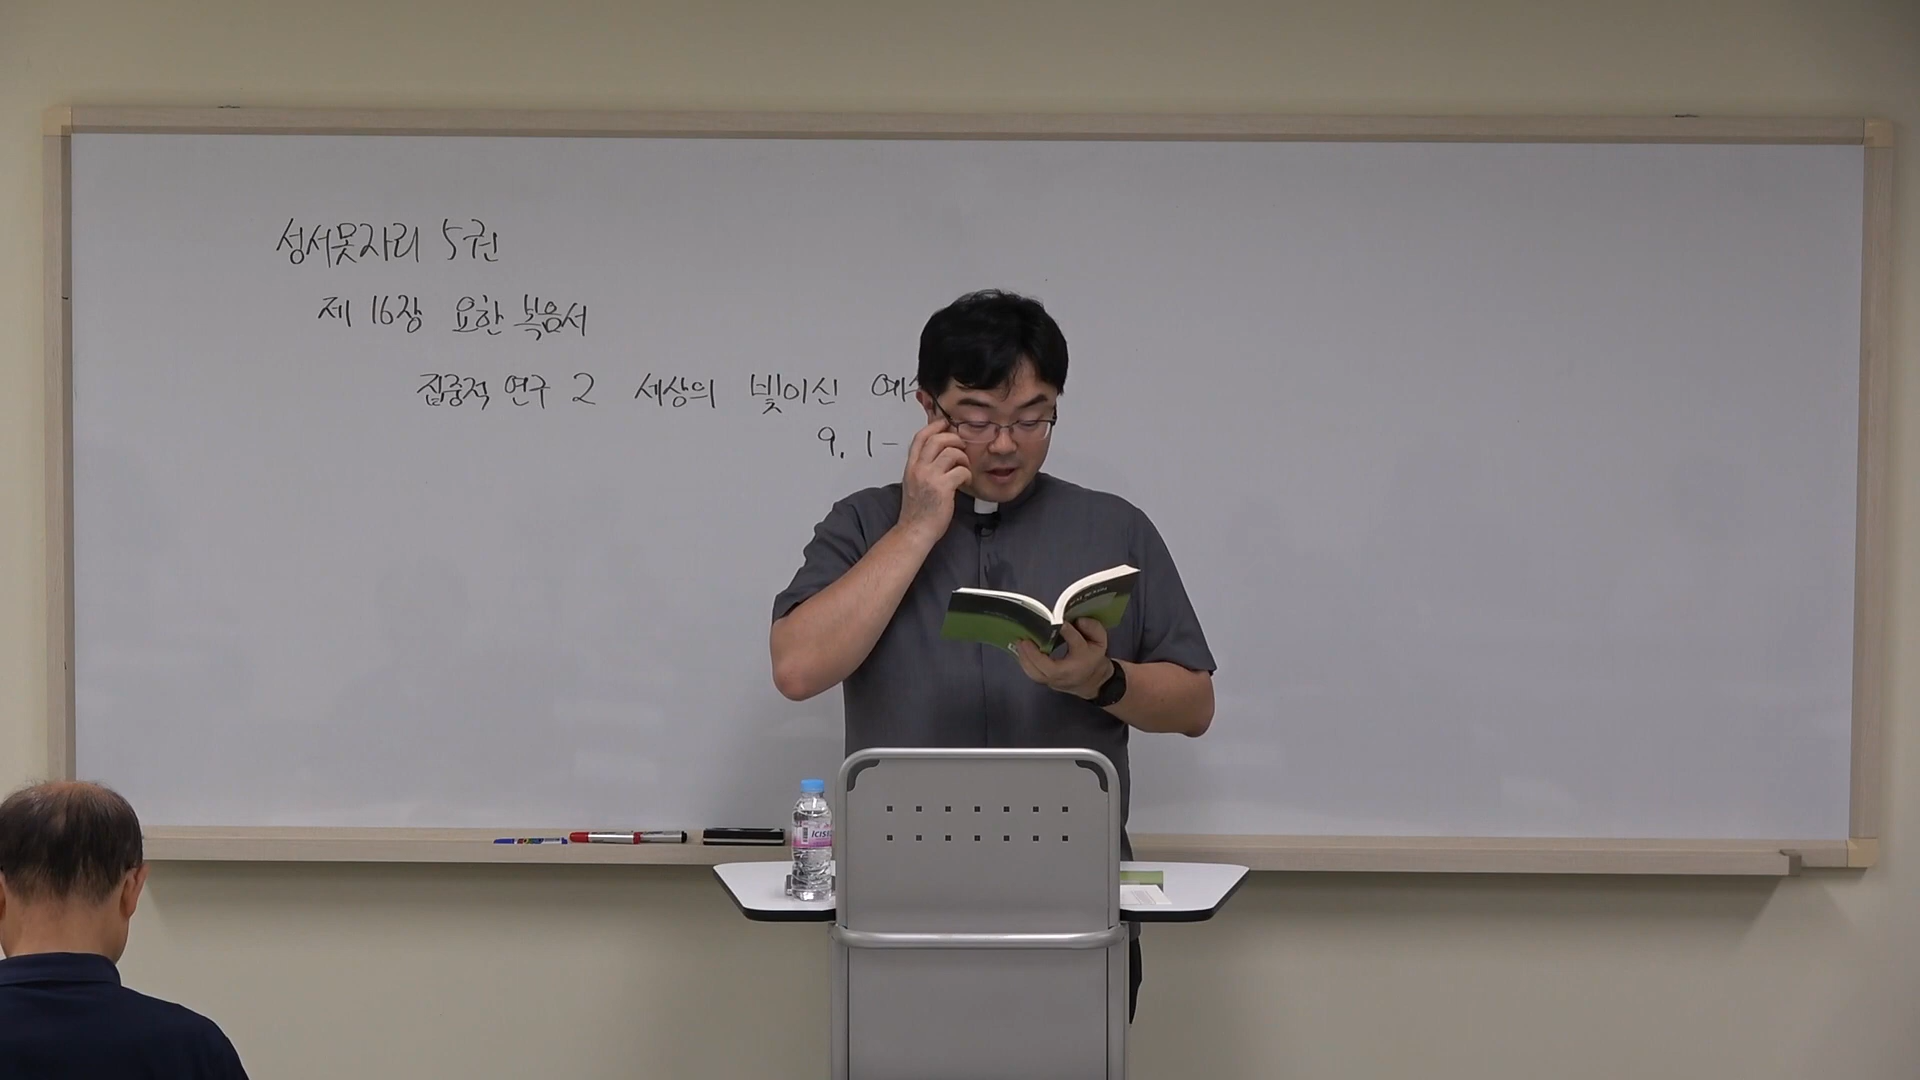 성서못자리 5권
제 16장 요한 복음서
집중적 연구 2 세상의 빛이신
9, 1-